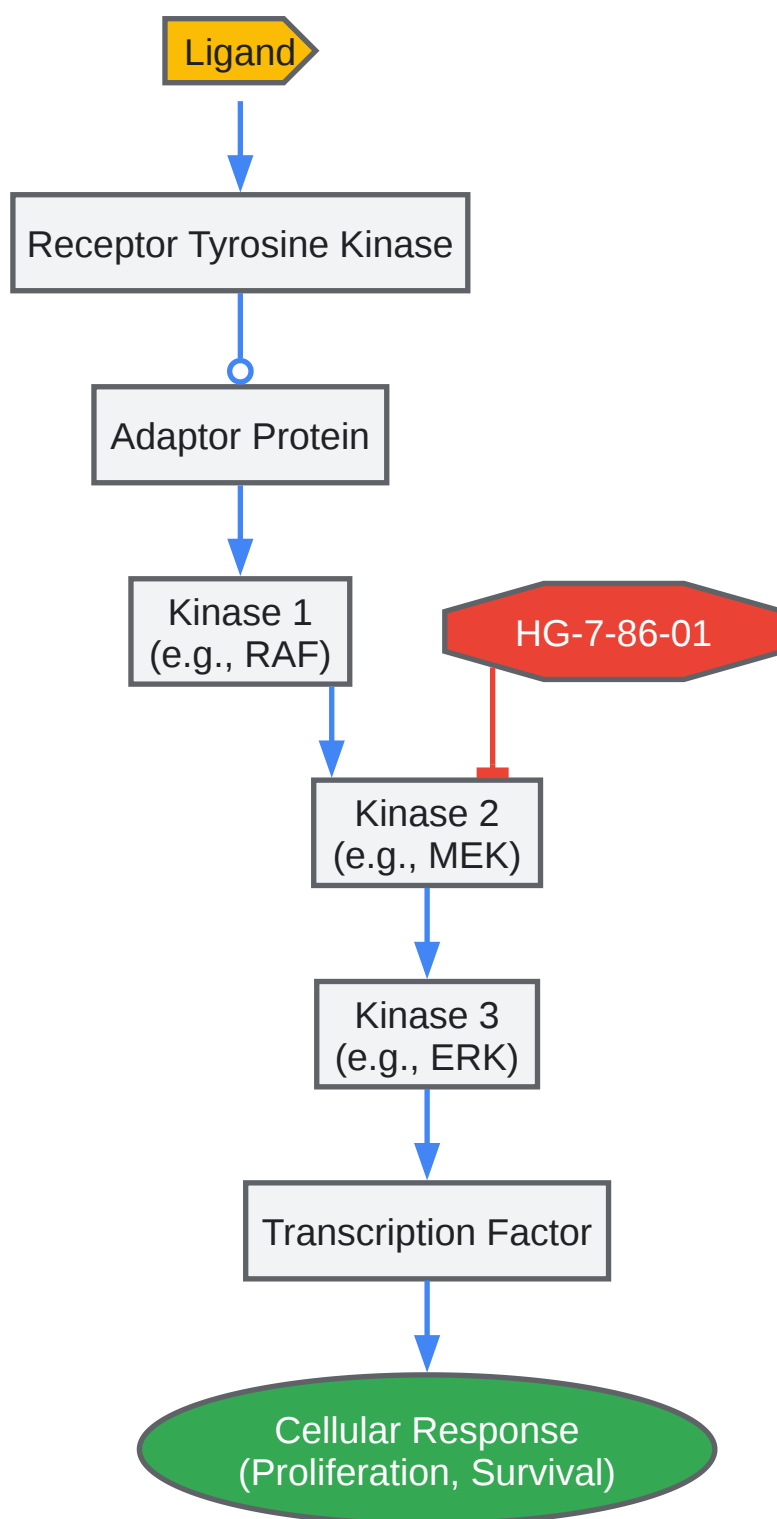 Ligand
Receptor Tyrosine Kinase
Adaptor Protein
Kinase 1
(e.g., RAF)
HG-7-86-01
Kinase 2
(e.g., MEK)
Kinase 3
(e.g., ERK)
Transcription Factor
Cellular Response
(Proliferation, Survival)